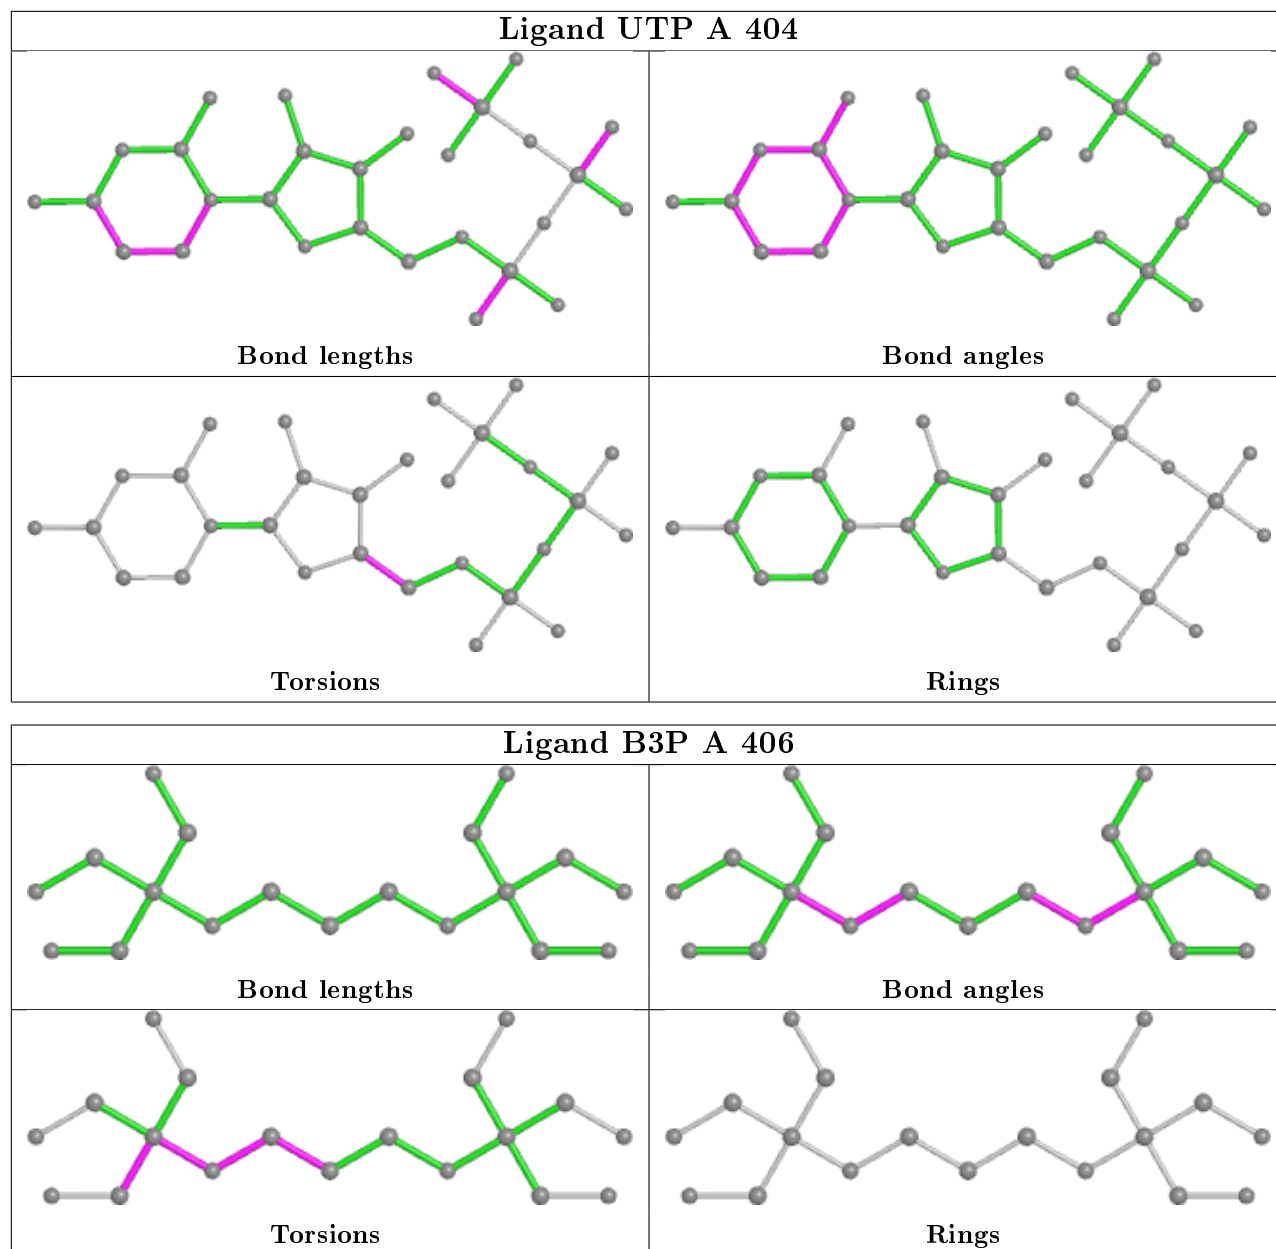 Ligand UTP A 404
Bond lengths
Bond angles
Torsions
Rings
Ligand B3P A 406
Bond lengths
Bond angles
Torsions
Rings